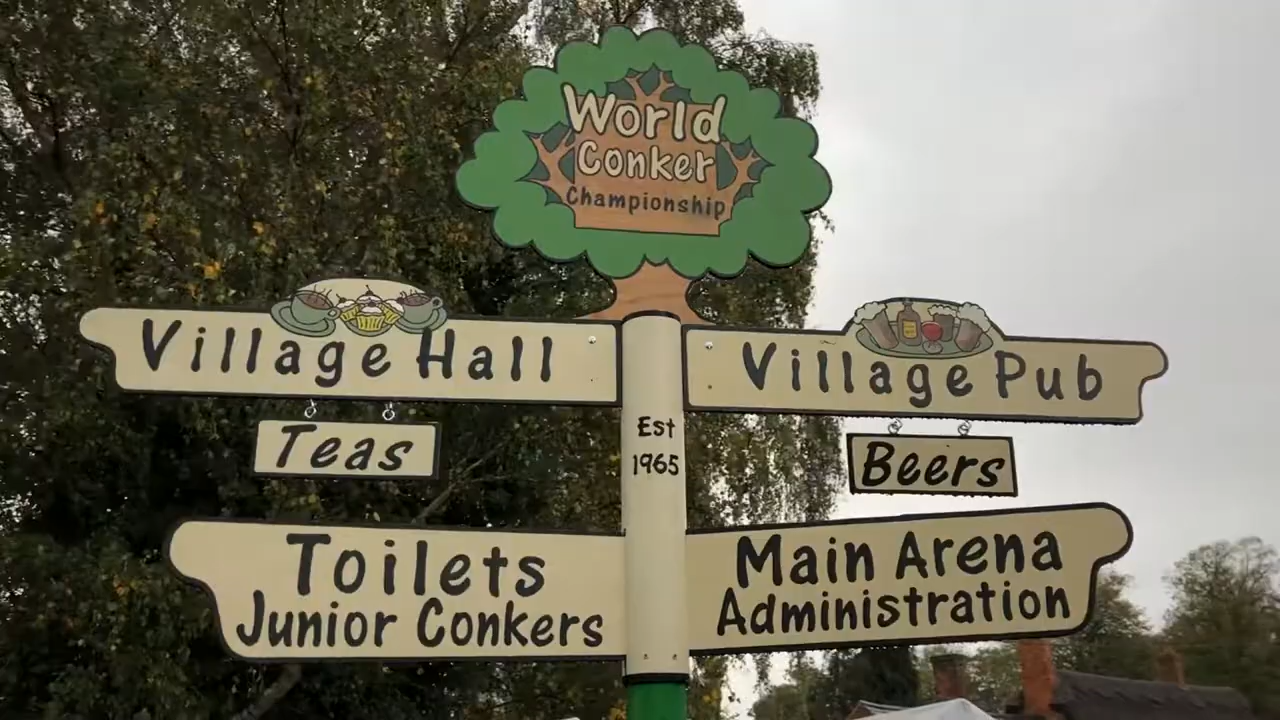 World
Conker
Championship
Village Hall
Village Pub
Teas
Est
1965
Beers
Toilets
Junior Conkers
Main Arena
Administration